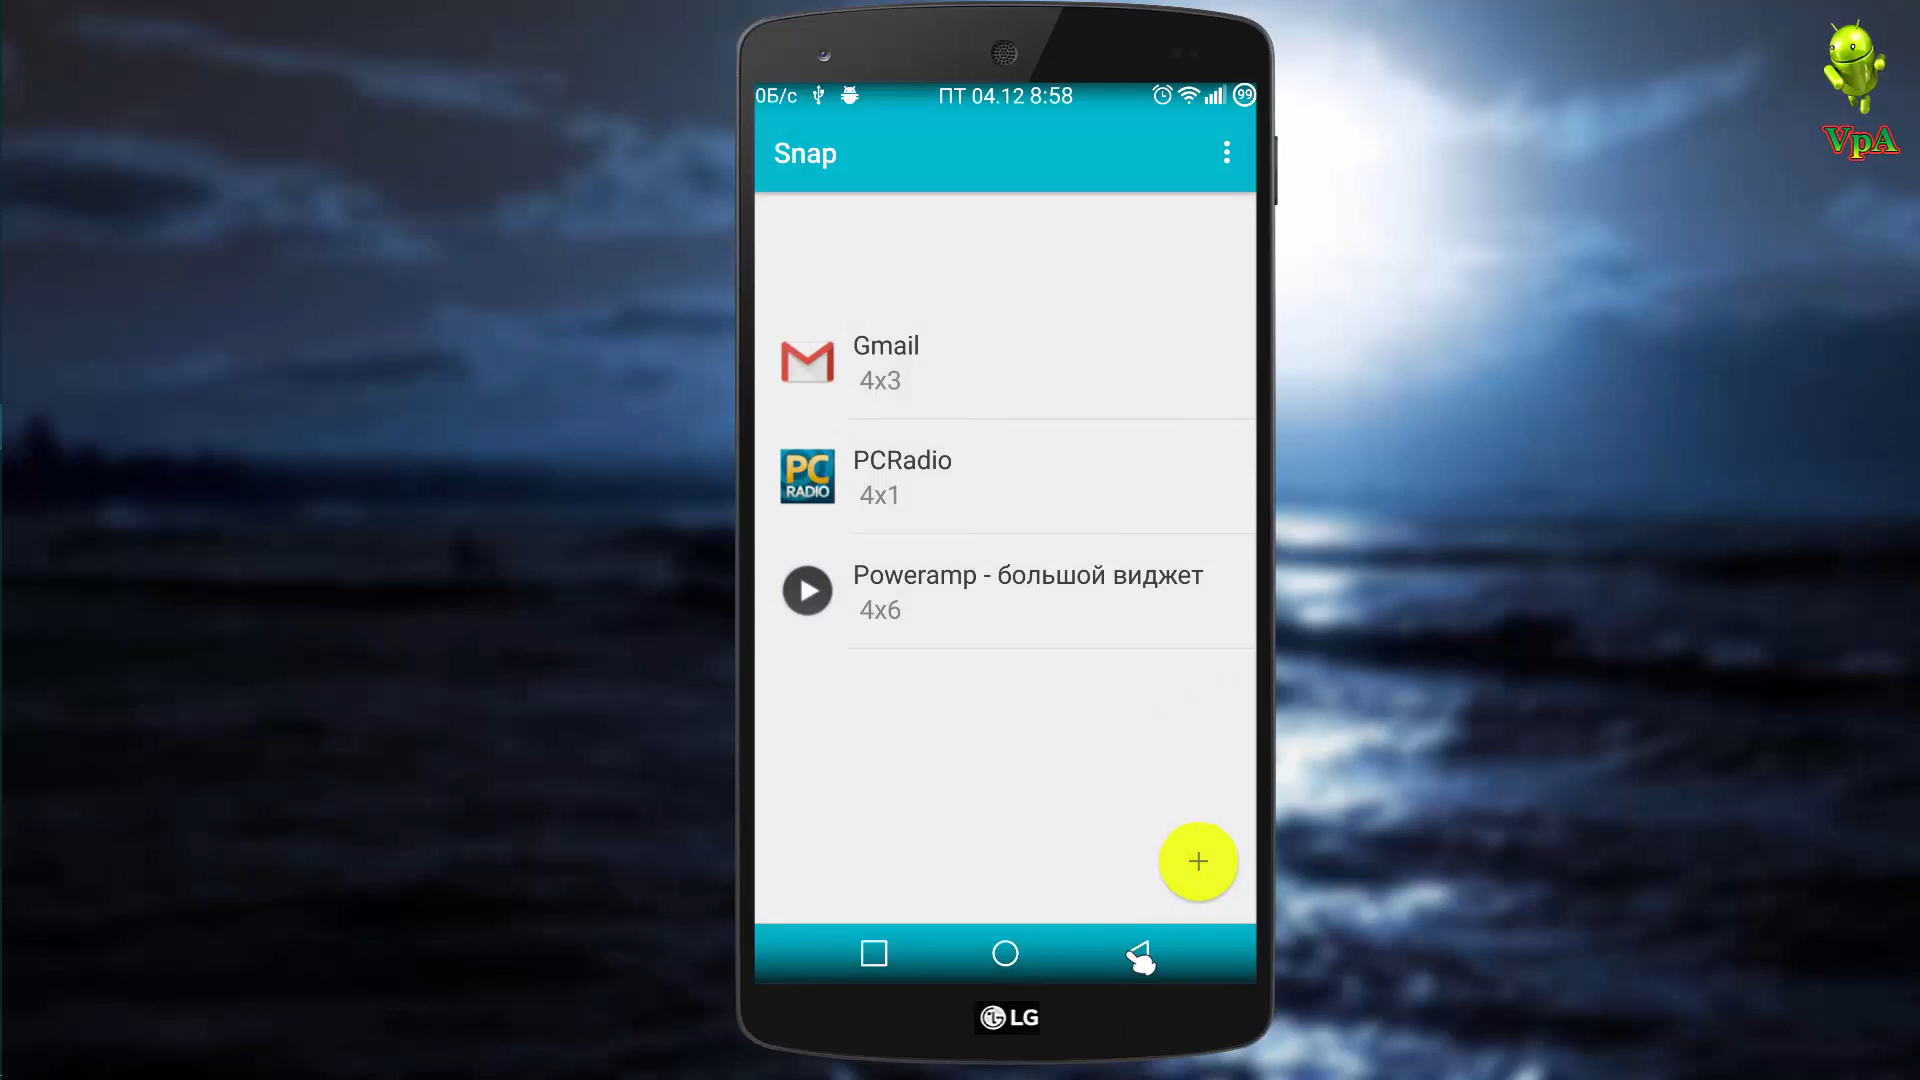 VpA
0Б/с ПТ 04.12 8:58 99
Snap
Gmail
4x3
PC RADIO
PCRadio
4x1
Poweramp - большой виджет
4x6
LG